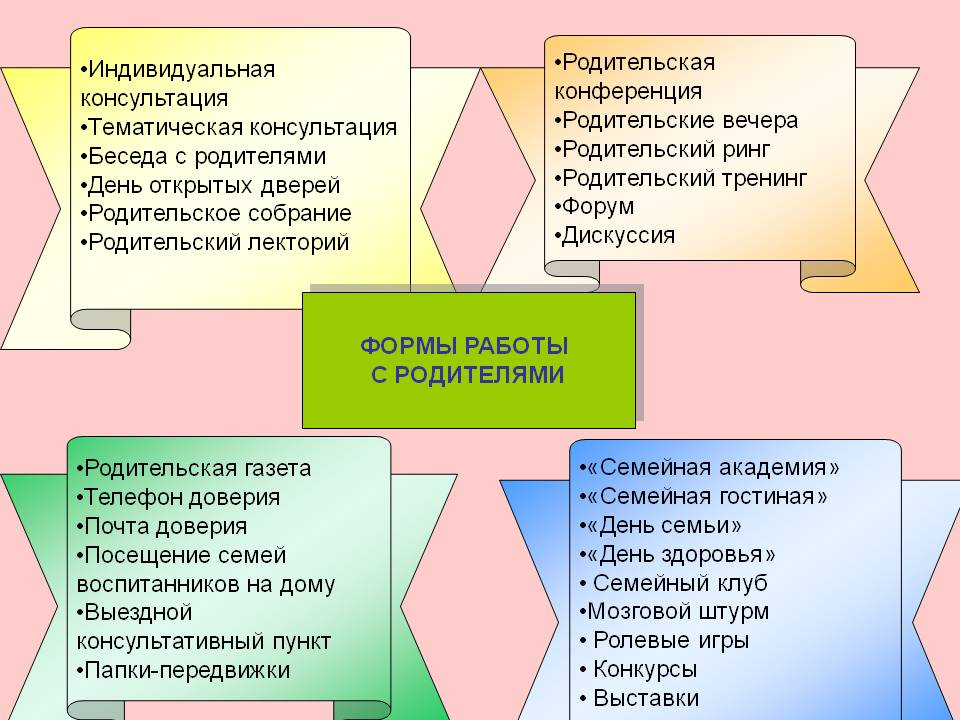 •Индивидуальная
консультация
•Тематическая консультация
•Беседа с родителями
•День открытых дверей
•Родительское собрание
•Родительский лекторий
•Родительская
конференция
•Родительские вечера
•Родительский ринг
•Родительский тренинг
•Форум
•Дискуссия
ФОРМЫ РАБОТЫ
С РОДИТЕЛЯМИ
•Родительская газета
•Телефон доверия
•Почта доверия
•Посещение семей
воспитанников на дому
•Выездной
консультативный пункт
•Папки-передвижки
•«Семейная академия»
•«Семейная гостиная»
•«День семьи»
•«День здоровья»
• Семейный клуб
•Мозговой штурм
• Ролевые игры
• Конкурсы
• Выставки